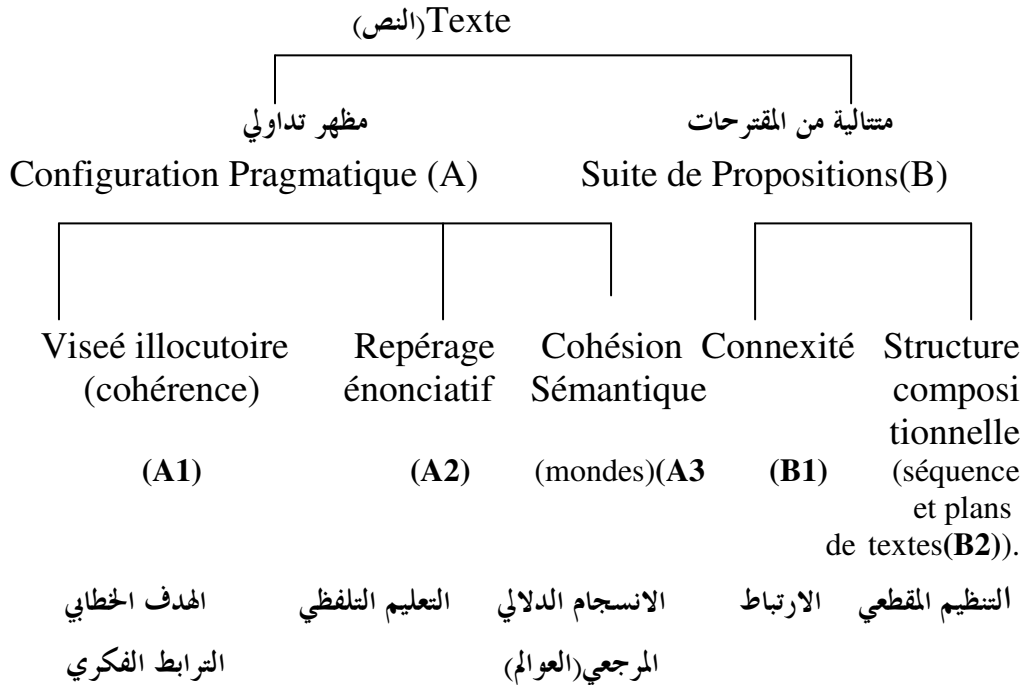 Texte(النص)
مظهر تداولي متتالية من المقترحات
Configuration Pragmatique (A) Suite de Propositions(B)
Viseé illocutoire Repérage Cohésion Connexité Structure
(cohérence) énonciatif Sémantique composi
tionnelle
(A1) (A2) (mondes)(A3 (B1) (séquence
et plans
de textes(B2)).
الهدف الخطابي التعليم التلفظي الانسجام الدلالي الارتباط التنظيم المقطعي
الترابط الفكري المرجعي(العوالم)